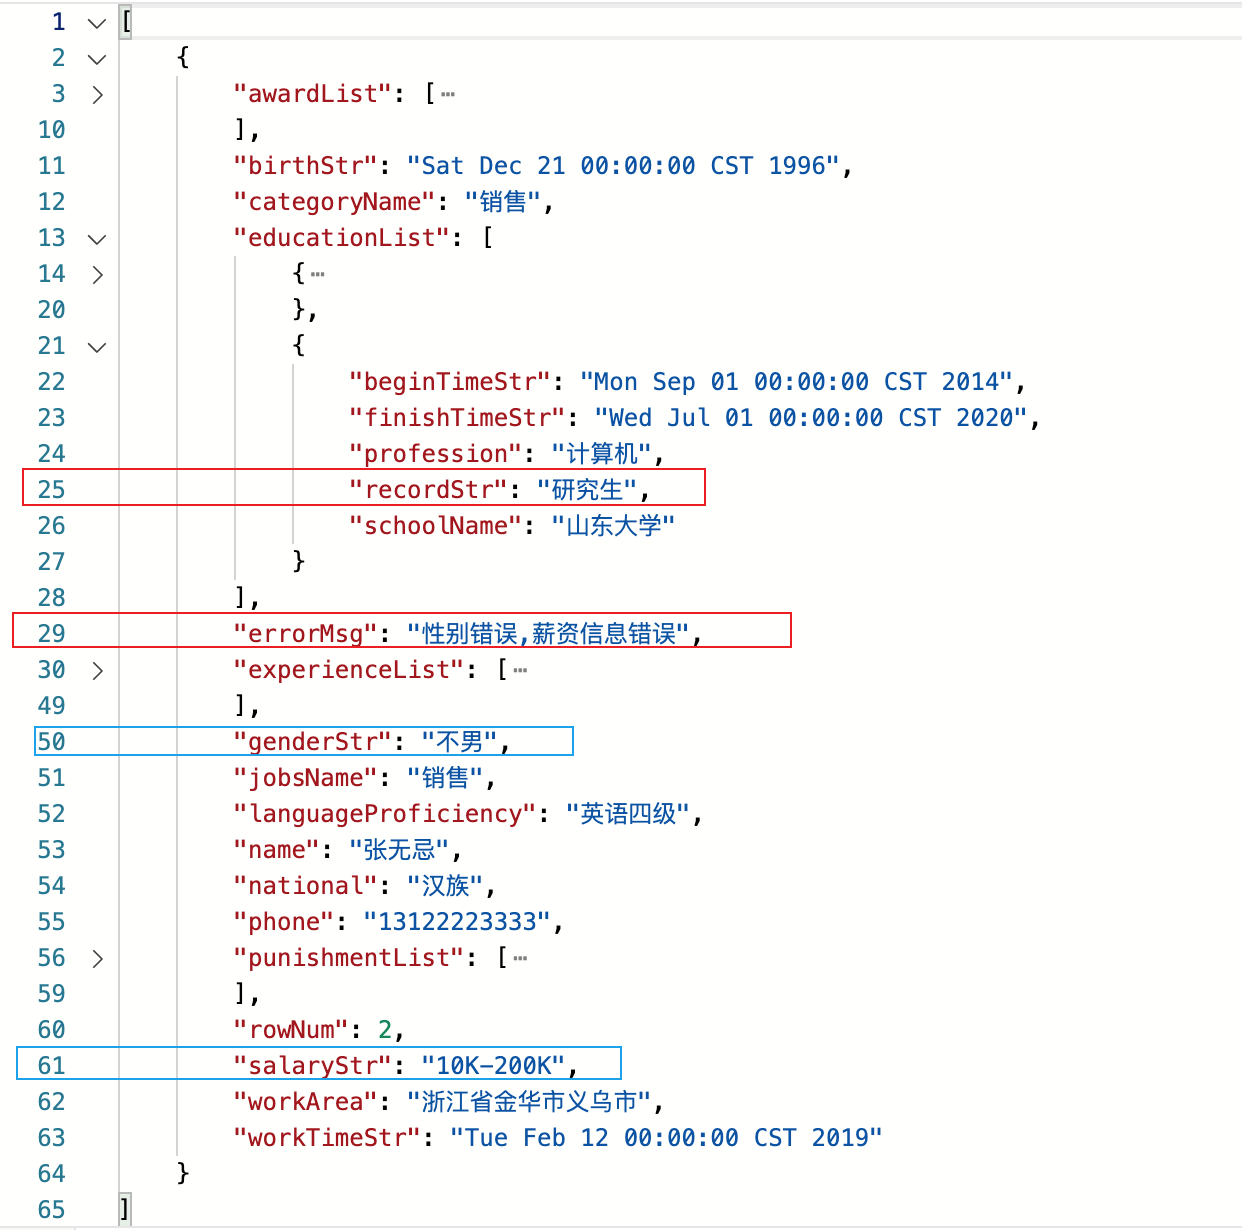 1 [
2 {
3 "awardList": [⋯
10 ],
11 "birthStr": "Sat Dec 21 00:00:00 CST 1996",
12 "categoryName": "销售",
13 "educationList": [
14 {⋯
20 },
21 {
22 "beginTimeStr": "Mon Sep 01 00:00:00 CST 2014",
23 "finishTimeStr": "Wed Jul 01 00:00:00 CST 2020",
24 "profession": "计算机",
25 "recordStr": "研究生",
26 "schoolName": "山东大学"
27 }
28 ],
29 "errorMsg": "性别错误,薪资信息错误",
30 "experienceList": [⋯
49 ],
50 "genderStr": "不男",
51 "jobsName": "销售",
52 "languageProficiency": "英语四级",
53 "name": "张无忌",
54 "national": "汉族",
55 "phone": "13122223333",
56 "punishmentList": [⋯
59 ],
60 "rowNum": 2,
61 "salaryStr": "10K-200K",
62 "workArea": "浙江省金华市义乌市",
63 "workTimeStr": "Tue Feb 12 00:00:00 CST 2019"
64 }
65 ]